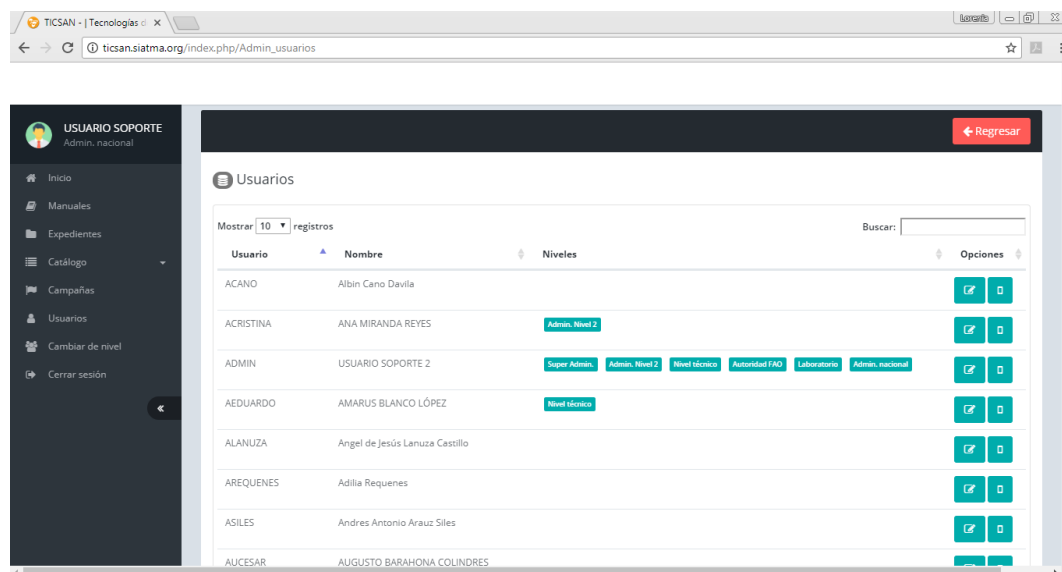 TICSAN - | Tecnologías d
Lorenia
ticsan.siatma.org/index.php/Admin_usuarios
USUARIO SOPORTE
Admin. nacional
Regresar
Inicio
Manuales
Expedientes
Catálogo
Campañas
Usuarios
Cambiar de nivel
Cerrar sesión
Usuarios
Mostrar 10 registros
Buscar:
Usuario Nombre Niveles Opciones
ACANO Albin Cano Davila
ACRISTINA ANA MIRANDA REYES Admin. Nivel 2
ADMIN USUARIO SOPORTE 2 Super Admin. Admin. Nivel 2 Nivel técnico Autoridad FAO Laboratorio Admin. nacional
AEDUARDO AMARUS BLANCO LÓPEZ Nivel técnico
ALANUZA Angel de Jesús Lanuza Castillo
AREQUENES Adilia Requenes
ASILES Andres Antonio Arauz Siles
AUCESAR AUGUSTO BARAHONA COLINDRES